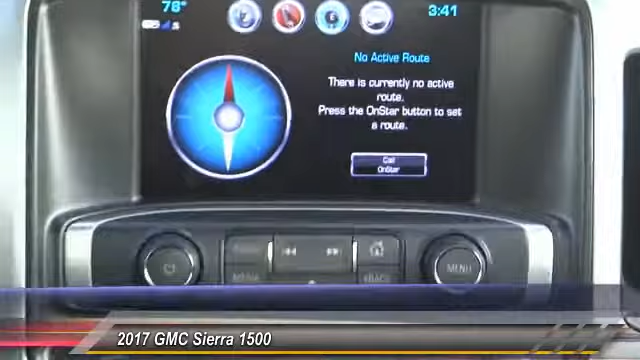 78°
3:41
No Active Route
There is currently no active
route.
Press the OnStar button to set
a route.
Call
OnStar
MEDIA
BACK
MENU
2017 GMC Sierra 1500